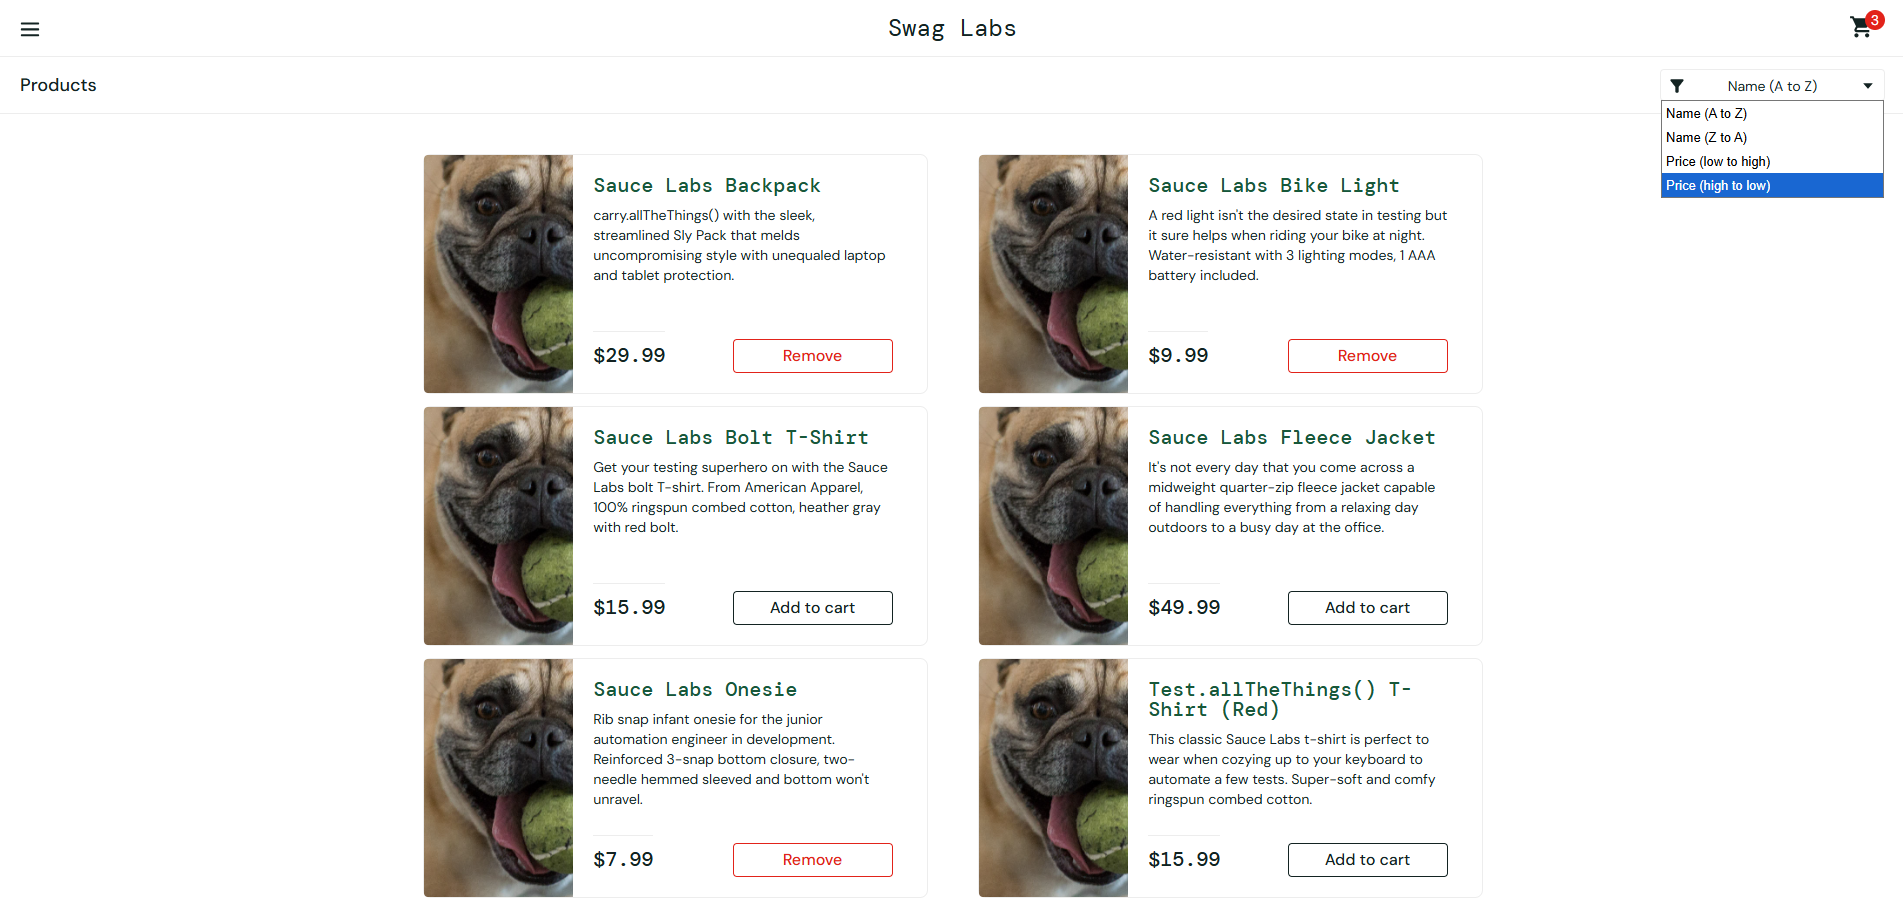 Swag Labs
3
Products
Name (A to Z)
Name (A to Z)
Name (Z to A)
Price (low to high)
Price (high to low)
Sauce Labs Backpack
carry.allTheThings() with the sleek,
streamlined Sly Pack that melds
uncompromising style with unequaled laptop
and tablet protection.
$29.99
Remove
Sauce Labs Bike Light
A red light isn't the desired state in testing but
it sure helps when riding your bike at night.
Water-resistant with 3 lighting modes, 1 AAA
battery included.
$9.99
Remove
Sauce Labs Bolt T-Shirt
Get your testing superhero on with the Sauce
Labs bolt T-shirt. From American Apparel,
100% ringspun combed cotton, heather gray
with red bolt.
$15.99
Add to cart
Sauce Labs Fleece Jacket
It's not every day that you come across a
midweight quarter-zip fleece jacket capable
of handling everything from a relaxing day
outdoors to a busy day at the office.
$49.99
Add to cart
Sauce Labs Onesie
Rib snap infant onesie for the junior
automation engineer in development.
Reinforced 3-snap bottom closure, two-
needle hemmed sleeved and bottom won't
unravel.
$7.99
Remove
Test.allTheThings() T-
Shirt (Red)
This classic Sauce Labs t-shirt is perfect to
wear when cozying up to your keyboard to
automate a few tests. Super-soft and comfy
ringspun combed cotton.
$15.99
Add to cart